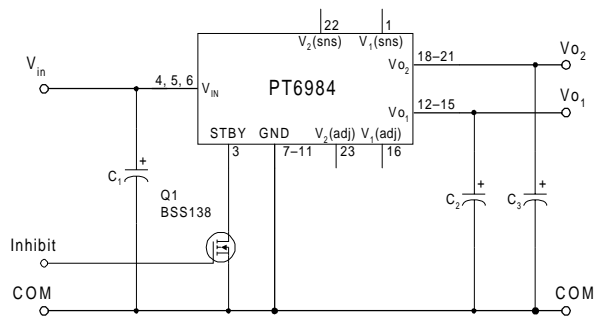 22 1
V2(sns) V1(sns)
Vin
4, 5, 6 VIN
PT6984
Vo2 18–21 Vo2
Vo1 12–15 Vo1
STBY GND V2(adj) V1(adj)
3 7–11 23 16
+ + +
C1 C2 C3
Q1
BSS138
Inhibit
COM COM